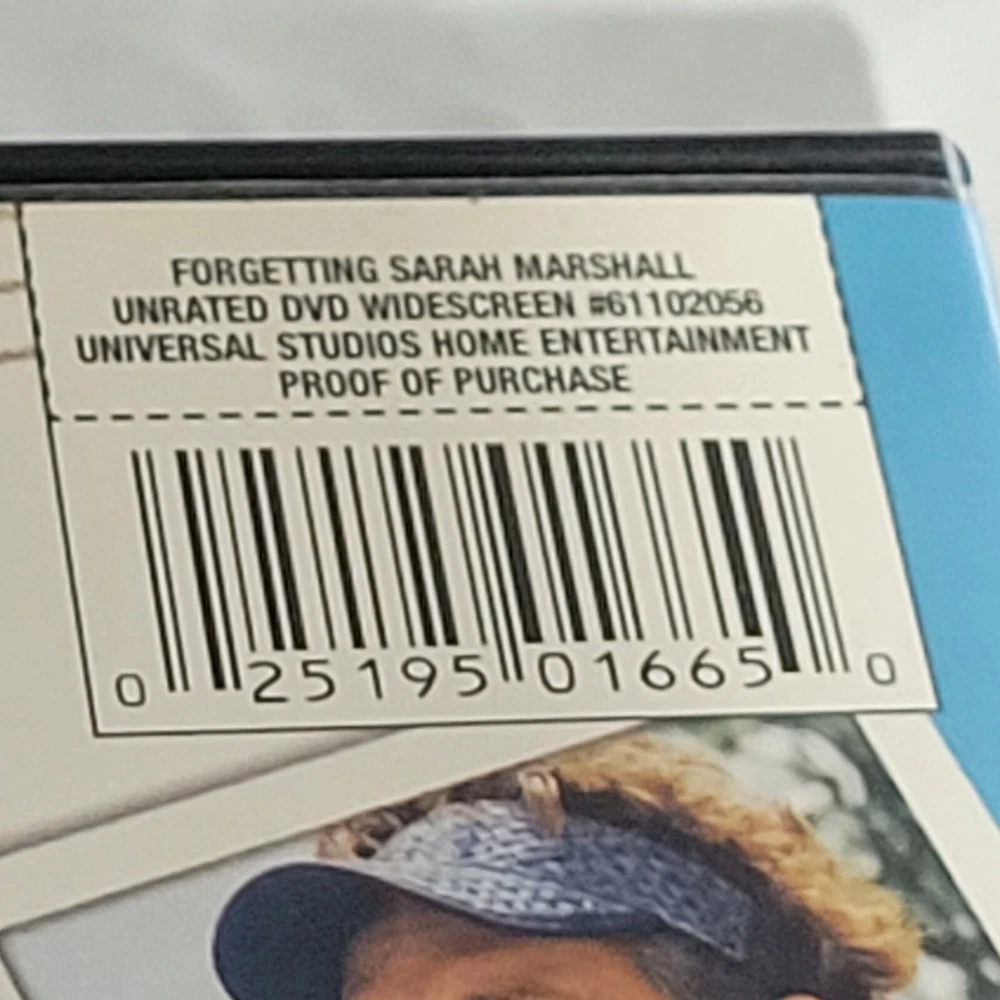 FORGETTING SARAH MARSHALL
UNRATED DVD WIDESCREEN #61102056
UNIVERSAL STUDIOS HOME ENTERTAINMENT
PROOF OF PURCHASE
0 25195 01665 0